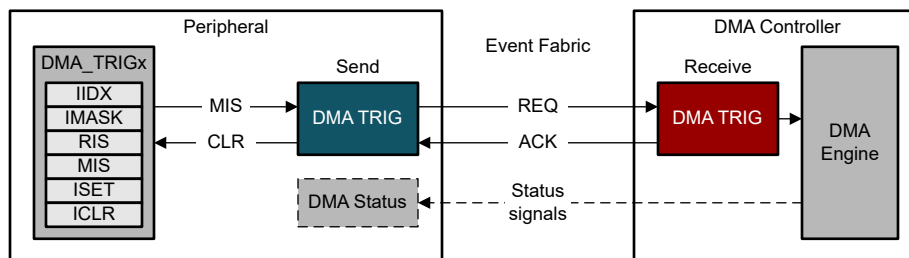 Peripheral
DMA Controller
Event Fabric
DMA_TRIGx
IIDX
IMASK
RIS
MIS
ISET
ICLR
MIS
CLR
Send
DMA TRIG
DMA Status
REQ
ACK
Status
signals
Receive
DMA TRIG
DMA
Engine